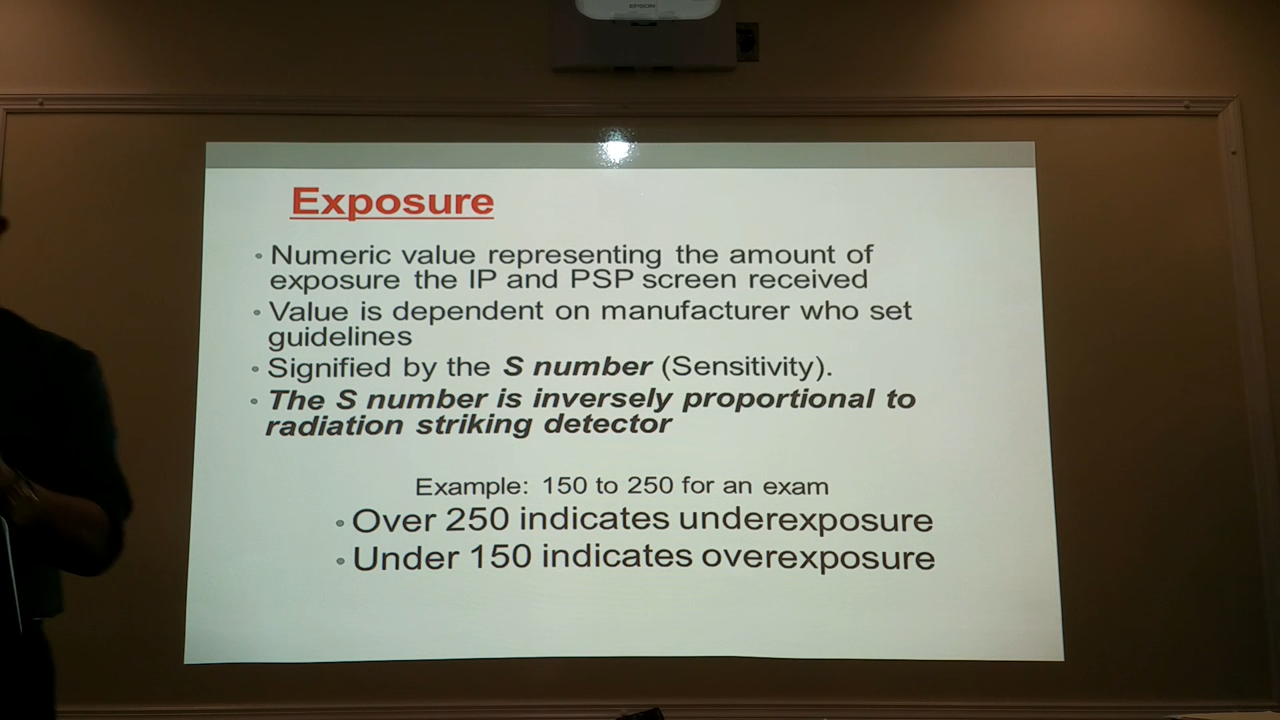 EPSON
Exposure
• Numeric value representing the amount of
exposure the IP and PSP screen received
• Value is dependent on manufacturer who set
guidelines
• Signified by the S number (Sensitivity).
• The S number is inversely proportional to
radiation striking detector
Example: 150 to 250 for an exam
• Over 250 indicates underexposure
• Under 150 indicates overexposure